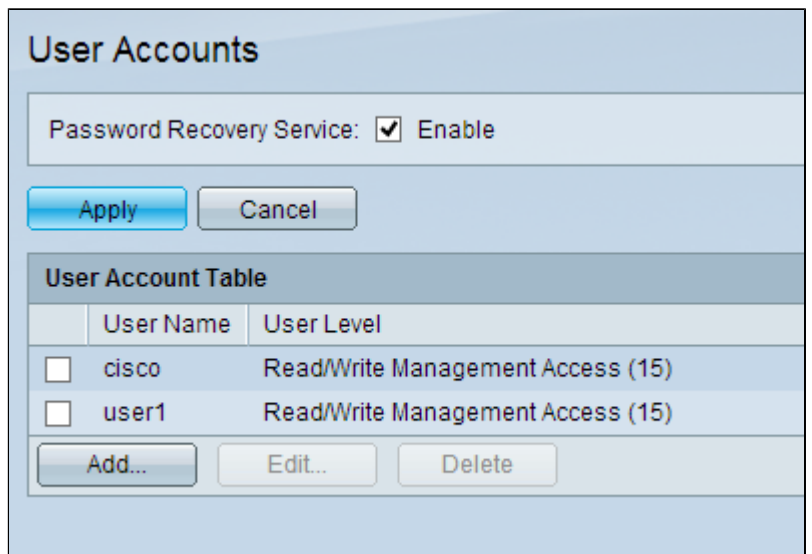 User Accounts
Password Recovery Service: Enable
Apply Cancel
User Account Table
User Name User Level
cisco Read/Write Management Access (15)
user1 Read/Write Management Access (15)
Add... Edit... Delete